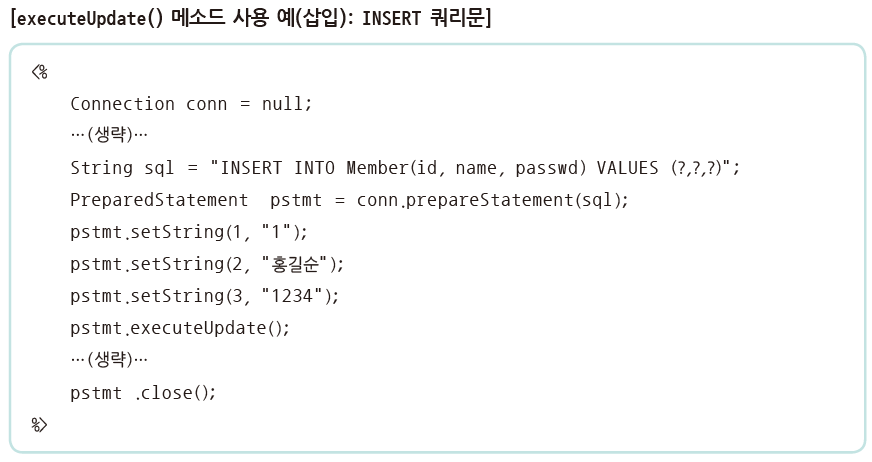 [executeUpdate() 메소드 사용 예(삽입): INSERT 쿼리문]
<%
Connection conn = null;
…(생략)…
String sql = "INSERT INTO Member(id, name, passwd) VALUES (?,?,?)";
PreparedStatement  pstmt = conn.prepareStatement(sql);
pstmt.setString(1, "1");
pstmt.setString(2, "홍길순");
pstmt.setString(3, "1234");
pstmt.executeUpdate();
…(생략)…
pstmt .close();
%>